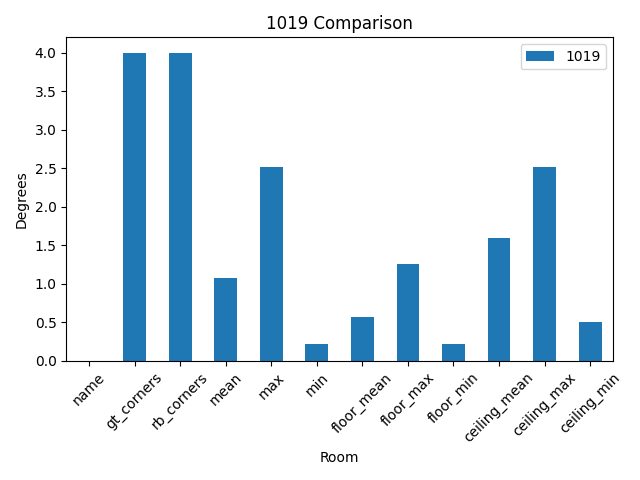 1019 Comparison
1019
Degrees
4.0
3.5
3.0
2.5
2.0
1.5
1.0
0.5
0.0
name
gt_corners
rb_corners
mean
max
min
floor_mean
floor_max
floor_min
ceiling_mean
ceiling_max
ceiling_min
Room